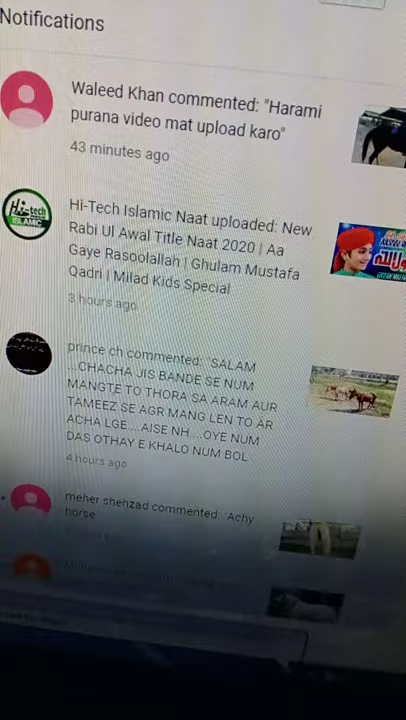 Notifications
Waleed Khan commented: "Harami
purana video mat upload karo"
43 minutes ago
Hi-tech
ISLAMIC
Hi-Tech Islamic Naat uploaded: New
Rabi Ul Awal Title Naat 2020 | Aa
Gaye Rasoolallah | Ghulam Mustafa
Qadri | Milad Kids Special
3 hours ago
prince ch commented: "SALAM
...CHACHA JIS BANDE SE NUM
MANGTE TO THORA SA ARAM AUR
TAMEEZ SE AGR MANG LEN TO AR
ACHA LGE....AISE NH....OYE NUM
DAS OTHAY E KHALO NUM BOL
4 hours ago
meher shehzad commented: "Achy
horse